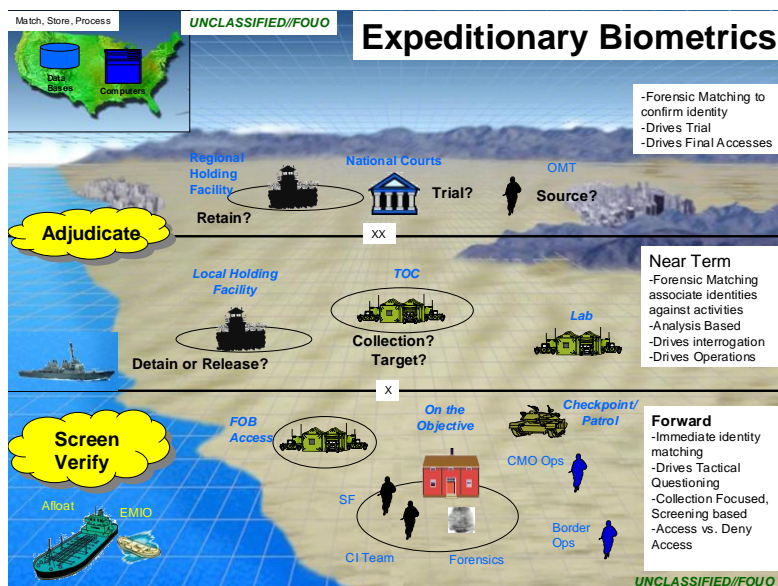 Match, Store, Process
UNCLASSIFIED//FOUO
Expeditionary Biometrics
Data
Bases
Computers
-Forensic Matching to
confirm identity
-Drives Trial
-Drives Final Accesses
Regional
Holding
Facility
National Courts
OMT
Retain?
Trial?
Source?
Adjudicate
XX
Local Holding
Facility
TOC
Lab
Near Term
-Forensic Matching
associate identities
against activities
-Analysis Based
-Drives interrogation
-Drives Operations
Detain or Release?
Collection?
Target?
X
Screen
Verify
FOB
Access
On the
Objective
Checkpoint/
Patrol
CMO Ops
Forward
-Immediate identity
matching
-Drives Tactical
Questioning
-Collection Focused,
Screening based
-Access vs. Deny
Access
Afloat
EMIO
SF
CI Team
Forensics
Border
Ops
UNCLASSIFIED//FOUO